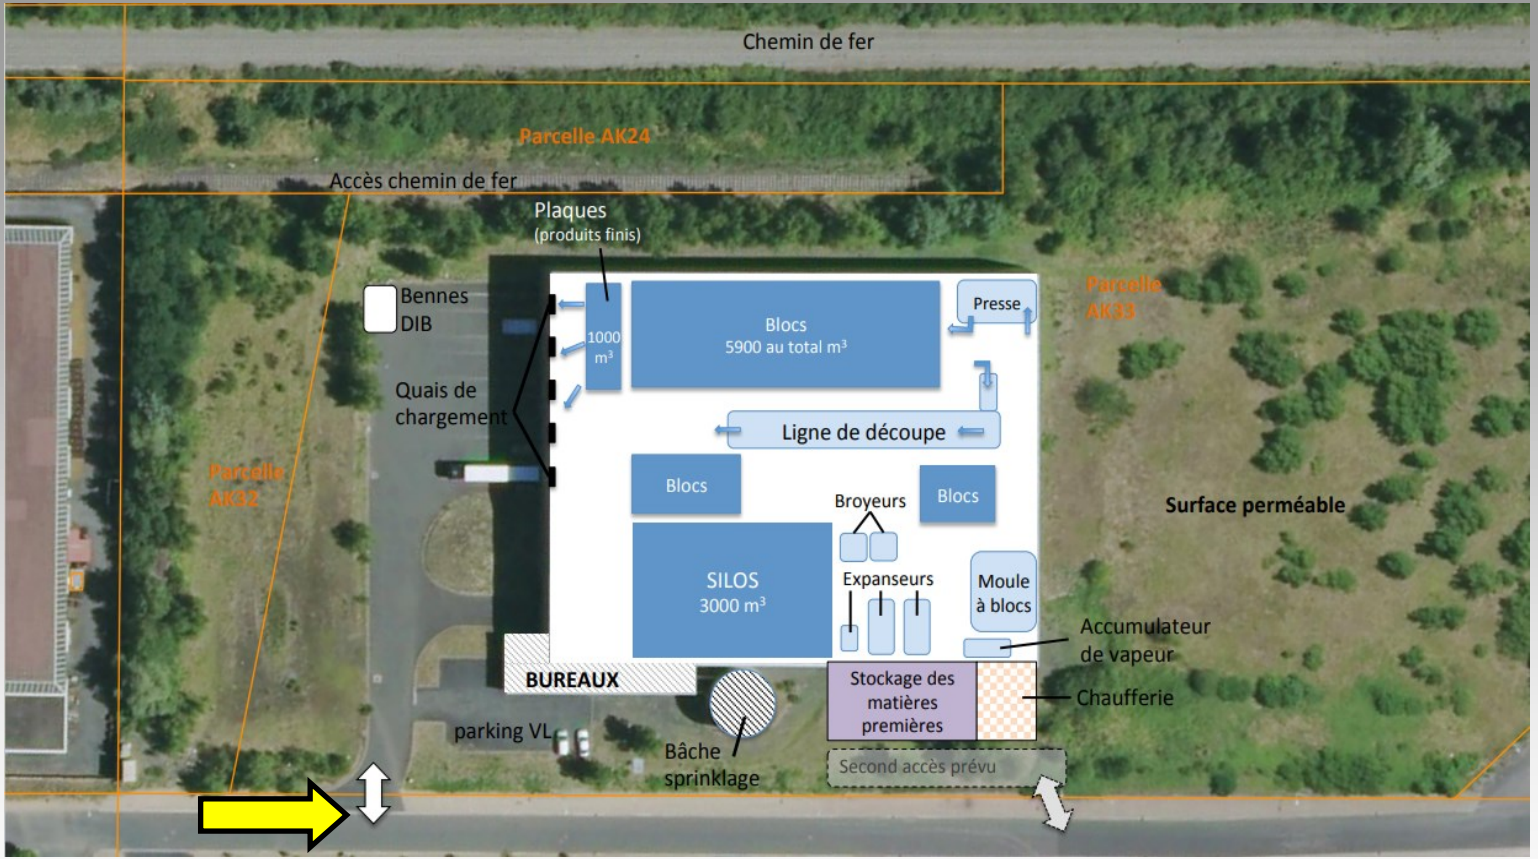 Chemin de fer
Parcelle AK24
Accès chemin de fer
Plaques
(produits finis)
Bennes
DIB
1000
m³
Blocs
5900 au total m³
Presse
Parcelle
AK33
Quais de
chargement
Ligne de découpe
Parcelle
AK32
Blocs
Broyeurs
Blocs
Surface perméable
SILOS
3000 m³
Expanseurs
Moule
à blocs
Accumulateur
de vapeur
BUREAUX
Stockage des
matières
premières
Chaufferie
parking VL
Bâche
sprinklage
Second accès prévu